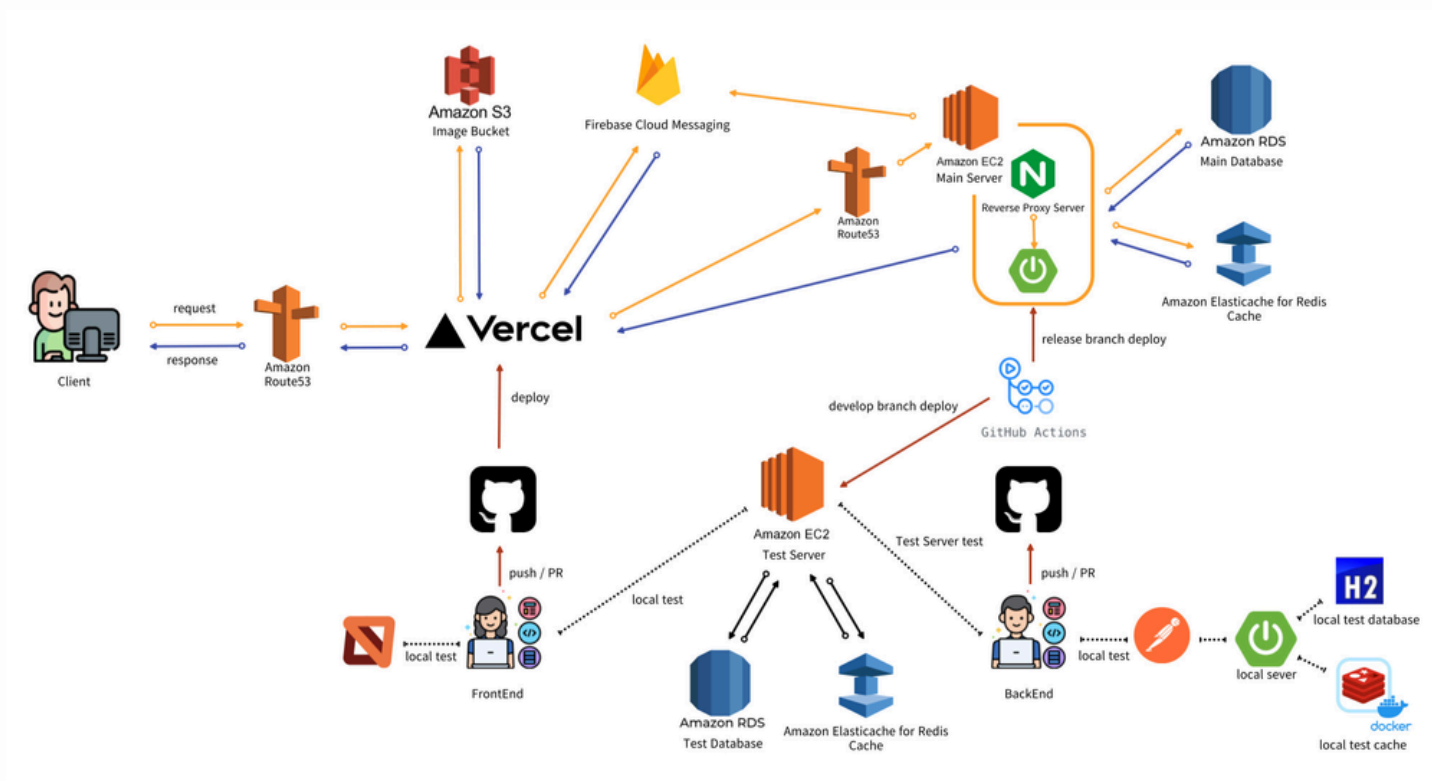 Amazon S3
Image Bucket
Firebase Cloud Messaging
Amazon EC2
Main Server
N
Reverse Proxy Server
Amazon RDS
Main Database
Amazon
Route53
Amazon Elasticache for Redis
Cache
request
response
Client
Amazon
Route53
Vercel
release branch deploy
deploy
develop branch deploy
GitHub Actions
Amazon EC2
Test Server
Test Server test
push / PR
local test
push / PR
local test
FrontEnd
Amazon RDS
Test Database
Amazon Elasticache for Redis
Cache
BackEnd
local test
local sever
H2
local test database
docker
local test cache